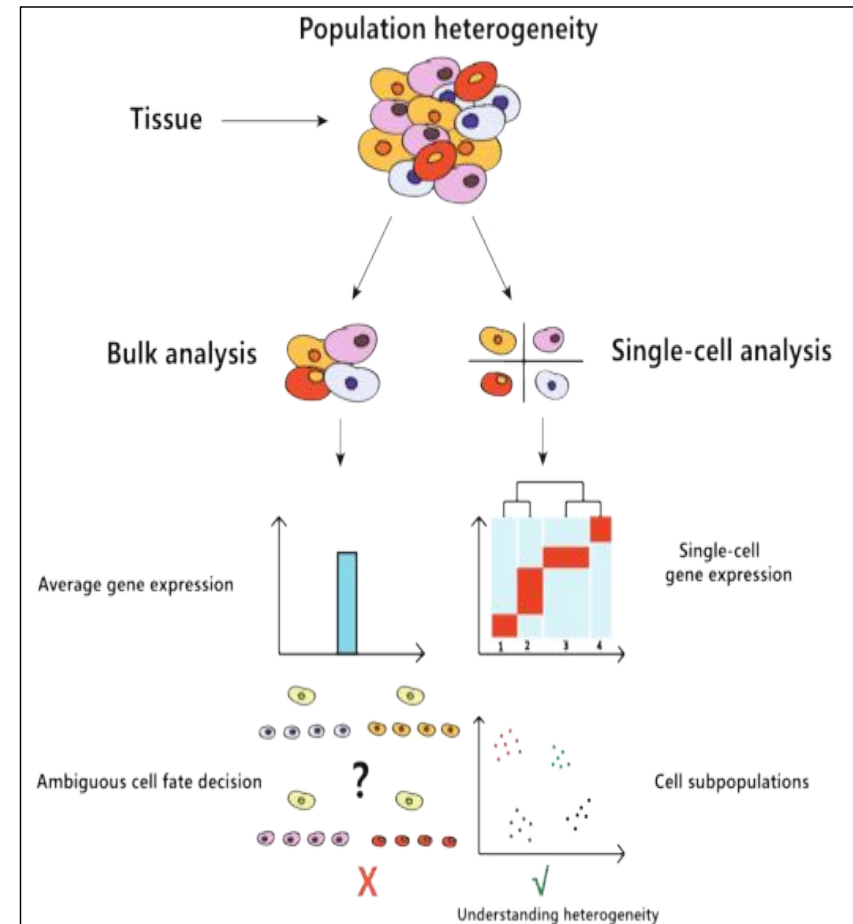 Population heterogeneity
Tissue
Bulk analysis
Single-cell analysis
Average gene expression
Single-cell
gene expression
1 2 3 4
Ambiguous cell fate decision
?
Cell subpopulations
X
√
Understanding heterogeneity